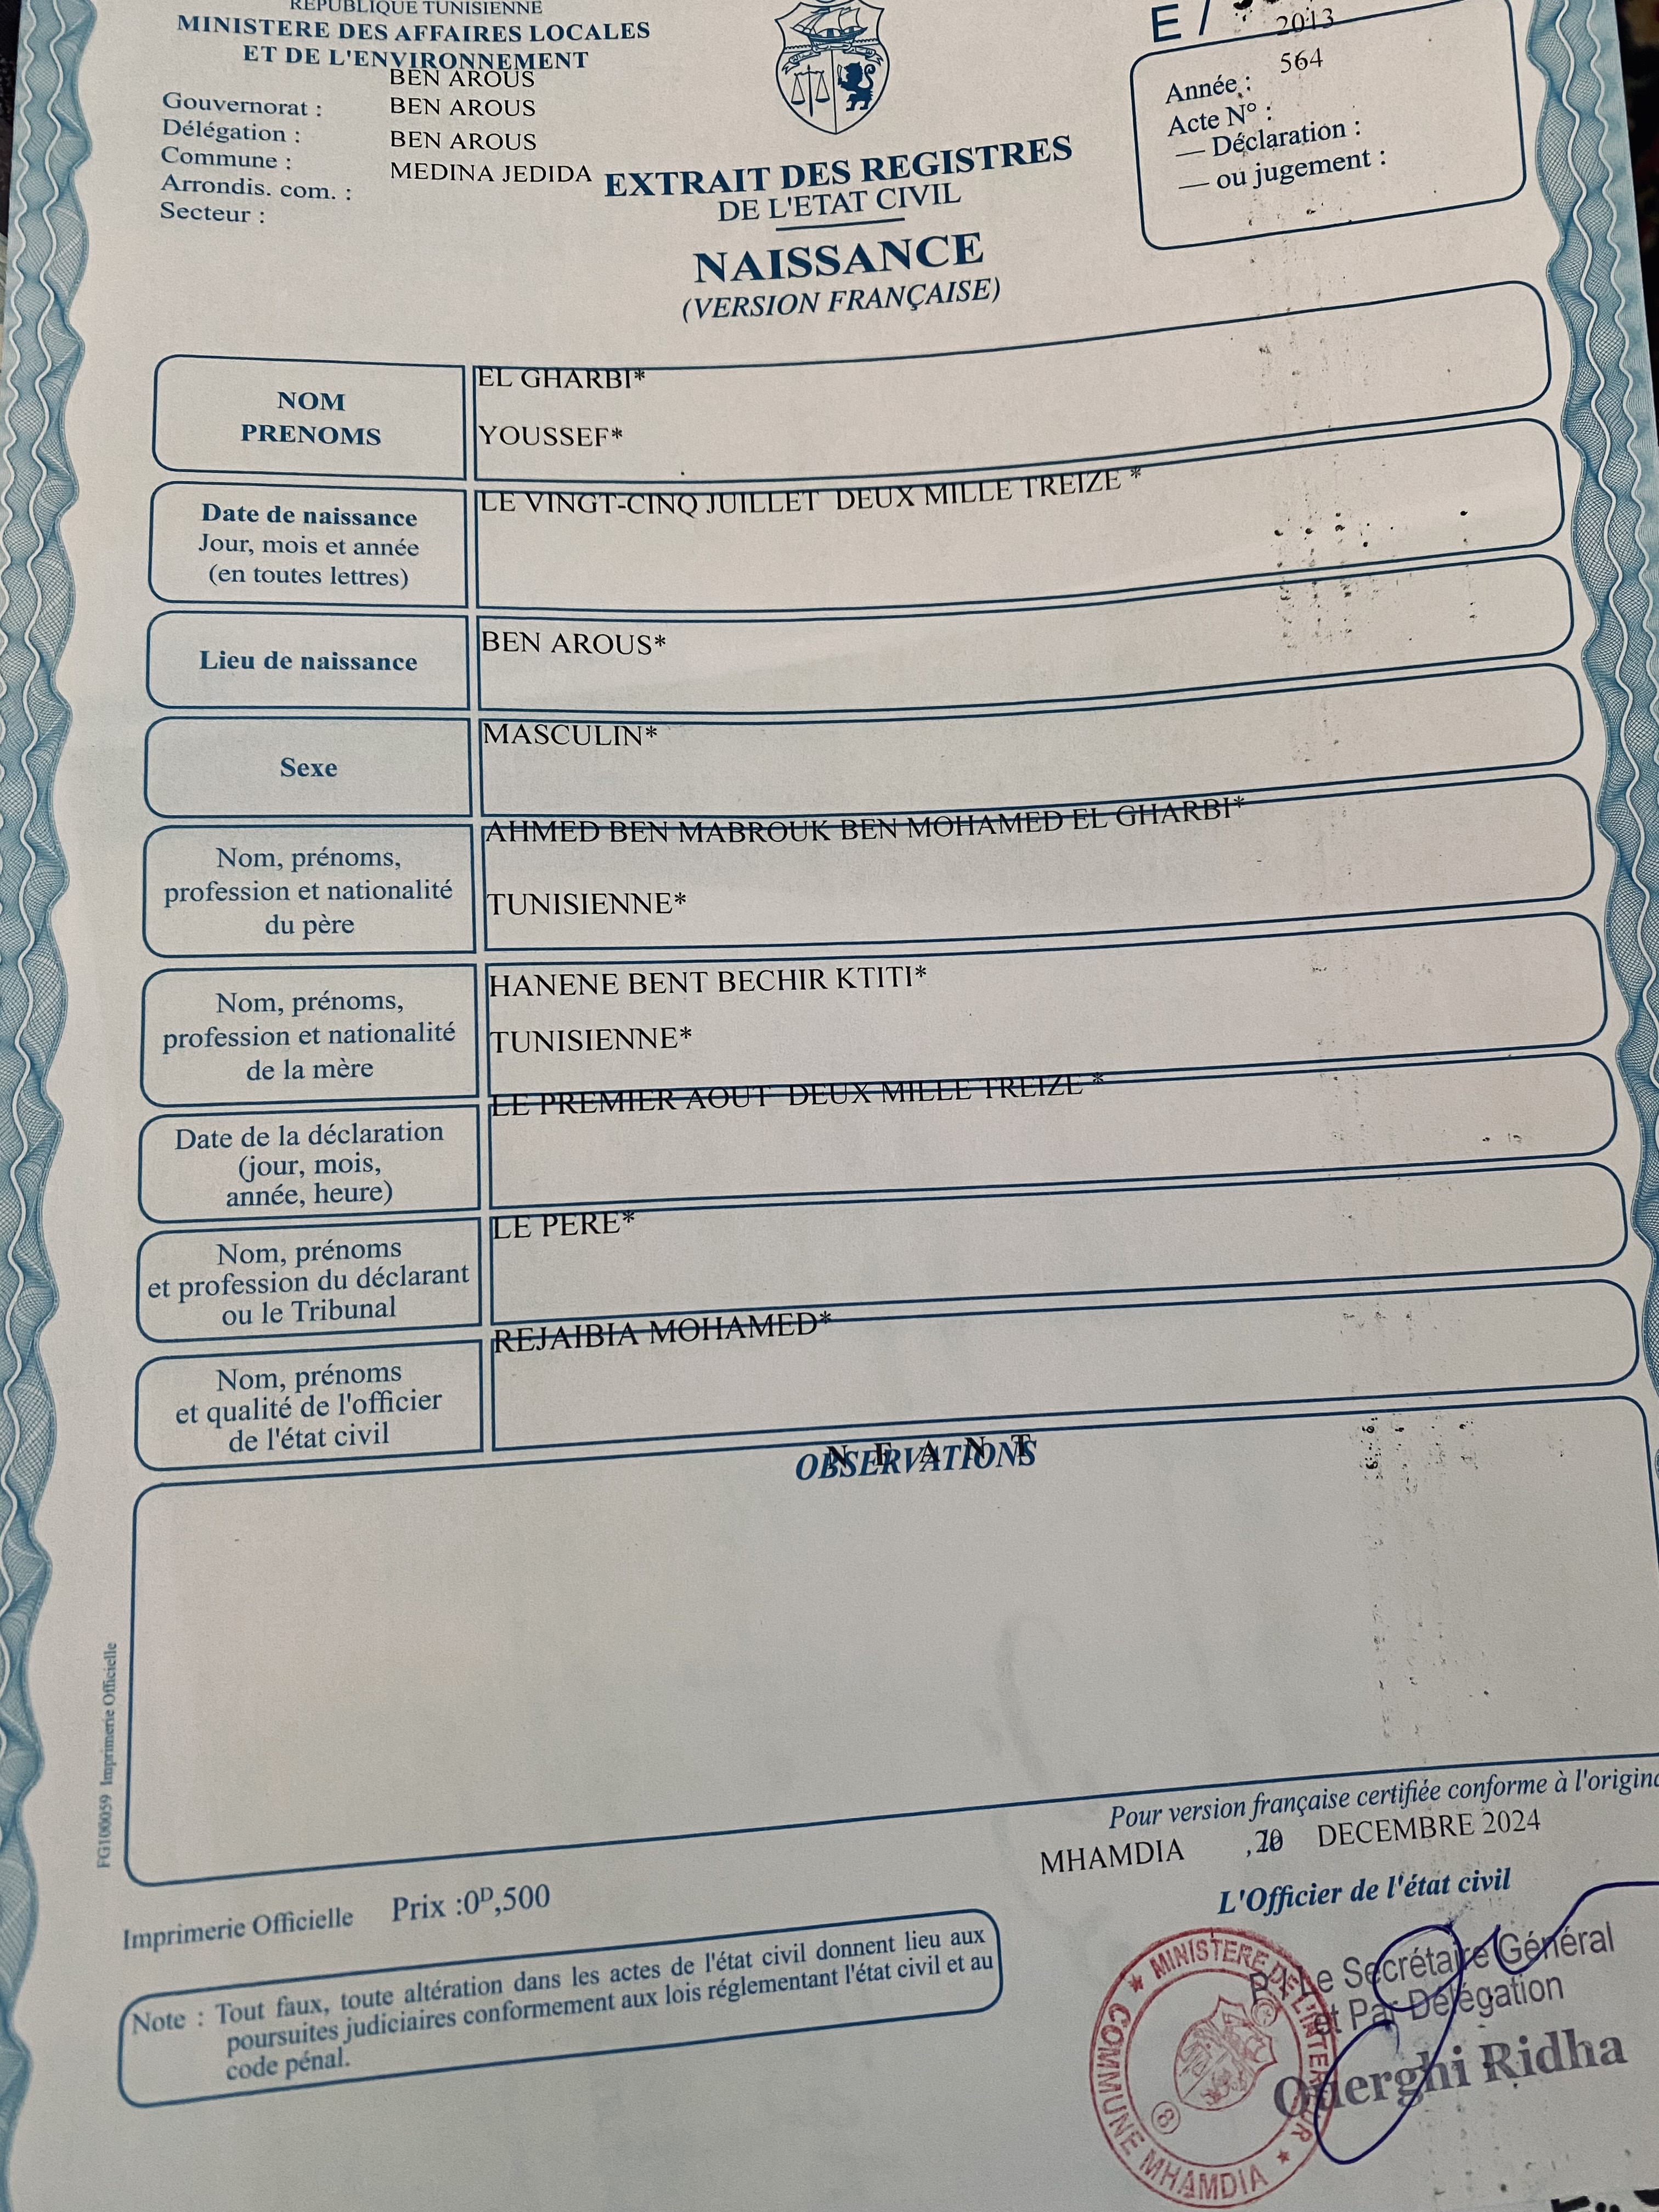 REPUBLIQUE TUNISIENNE
MINISTERE DES AFFAIRES LOCALES
ET DE L'ENVIRONNEMENT
BEN AROUS
Gouvernorat : BEN AROUS
Délégation : BEN AROUS
Commune : MEDINA JEDIDA
Arrondis. com. :
Secteur :
E /
2013
564
Année :
Acte N° :
— Déclaration :
— ou jugement :
EXTRAIT DES REGISTRES
DE L'ETAT CIVIL
NAISSANCE
(VERSION FRANÇAISE)
NOM
PRENOMS
EL GHARBI*
YOUSSEF*
Date de naissance
Jour, mois et année
(en toutes lettres)
LE VINGT-CINQ JUILLET DEUX MILLE TREIZE *
Lieu de naissance
BEN AROUS*
Sexe
MASCULIN*
Nom, prénoms,
profession et nationalité
du père
AHMED BEN MABROUK BEN MOHAMED EL GHARBI*
TUNISIENNE*
Nom, prénoms,
profession et nationalité
de la mère
HANENE BENT BECHIR KTITI*
TUNISIENNE*
Date de la déclaration
(jour, mois,
année, heure)
LE PREMIER AOUT DEUX MILLE TREIZE *
Nom, prénoms
et profession du déclarant
ou le Tribunal
LE PERE*
Nom, prénoms
et qualité de l'officier
de l'état civil
REJAIBIA MOHAMED*
OBSERVATIONS
N E A N T
FG100059 Imprimerie Officielle
Pour version française certifiée conforme à l'origina
MHAMDIA , DECEMBRE 2024
L'Officier de l'état civil
Imprimerie Officielle Prix :0ᴰ,500
Note : Tout faux, toute altération dans les actes de l'état civil donnent lieu aux
poursuites judiciaires conformement aux lois réglementant l'état civil et au
code pénal.
P. Le Secrétaire Général
et Par Délégation
Ouerghi Ridha
MINISTERE DE L'INTERIEUR
COMMUNE MHAMDIA
8